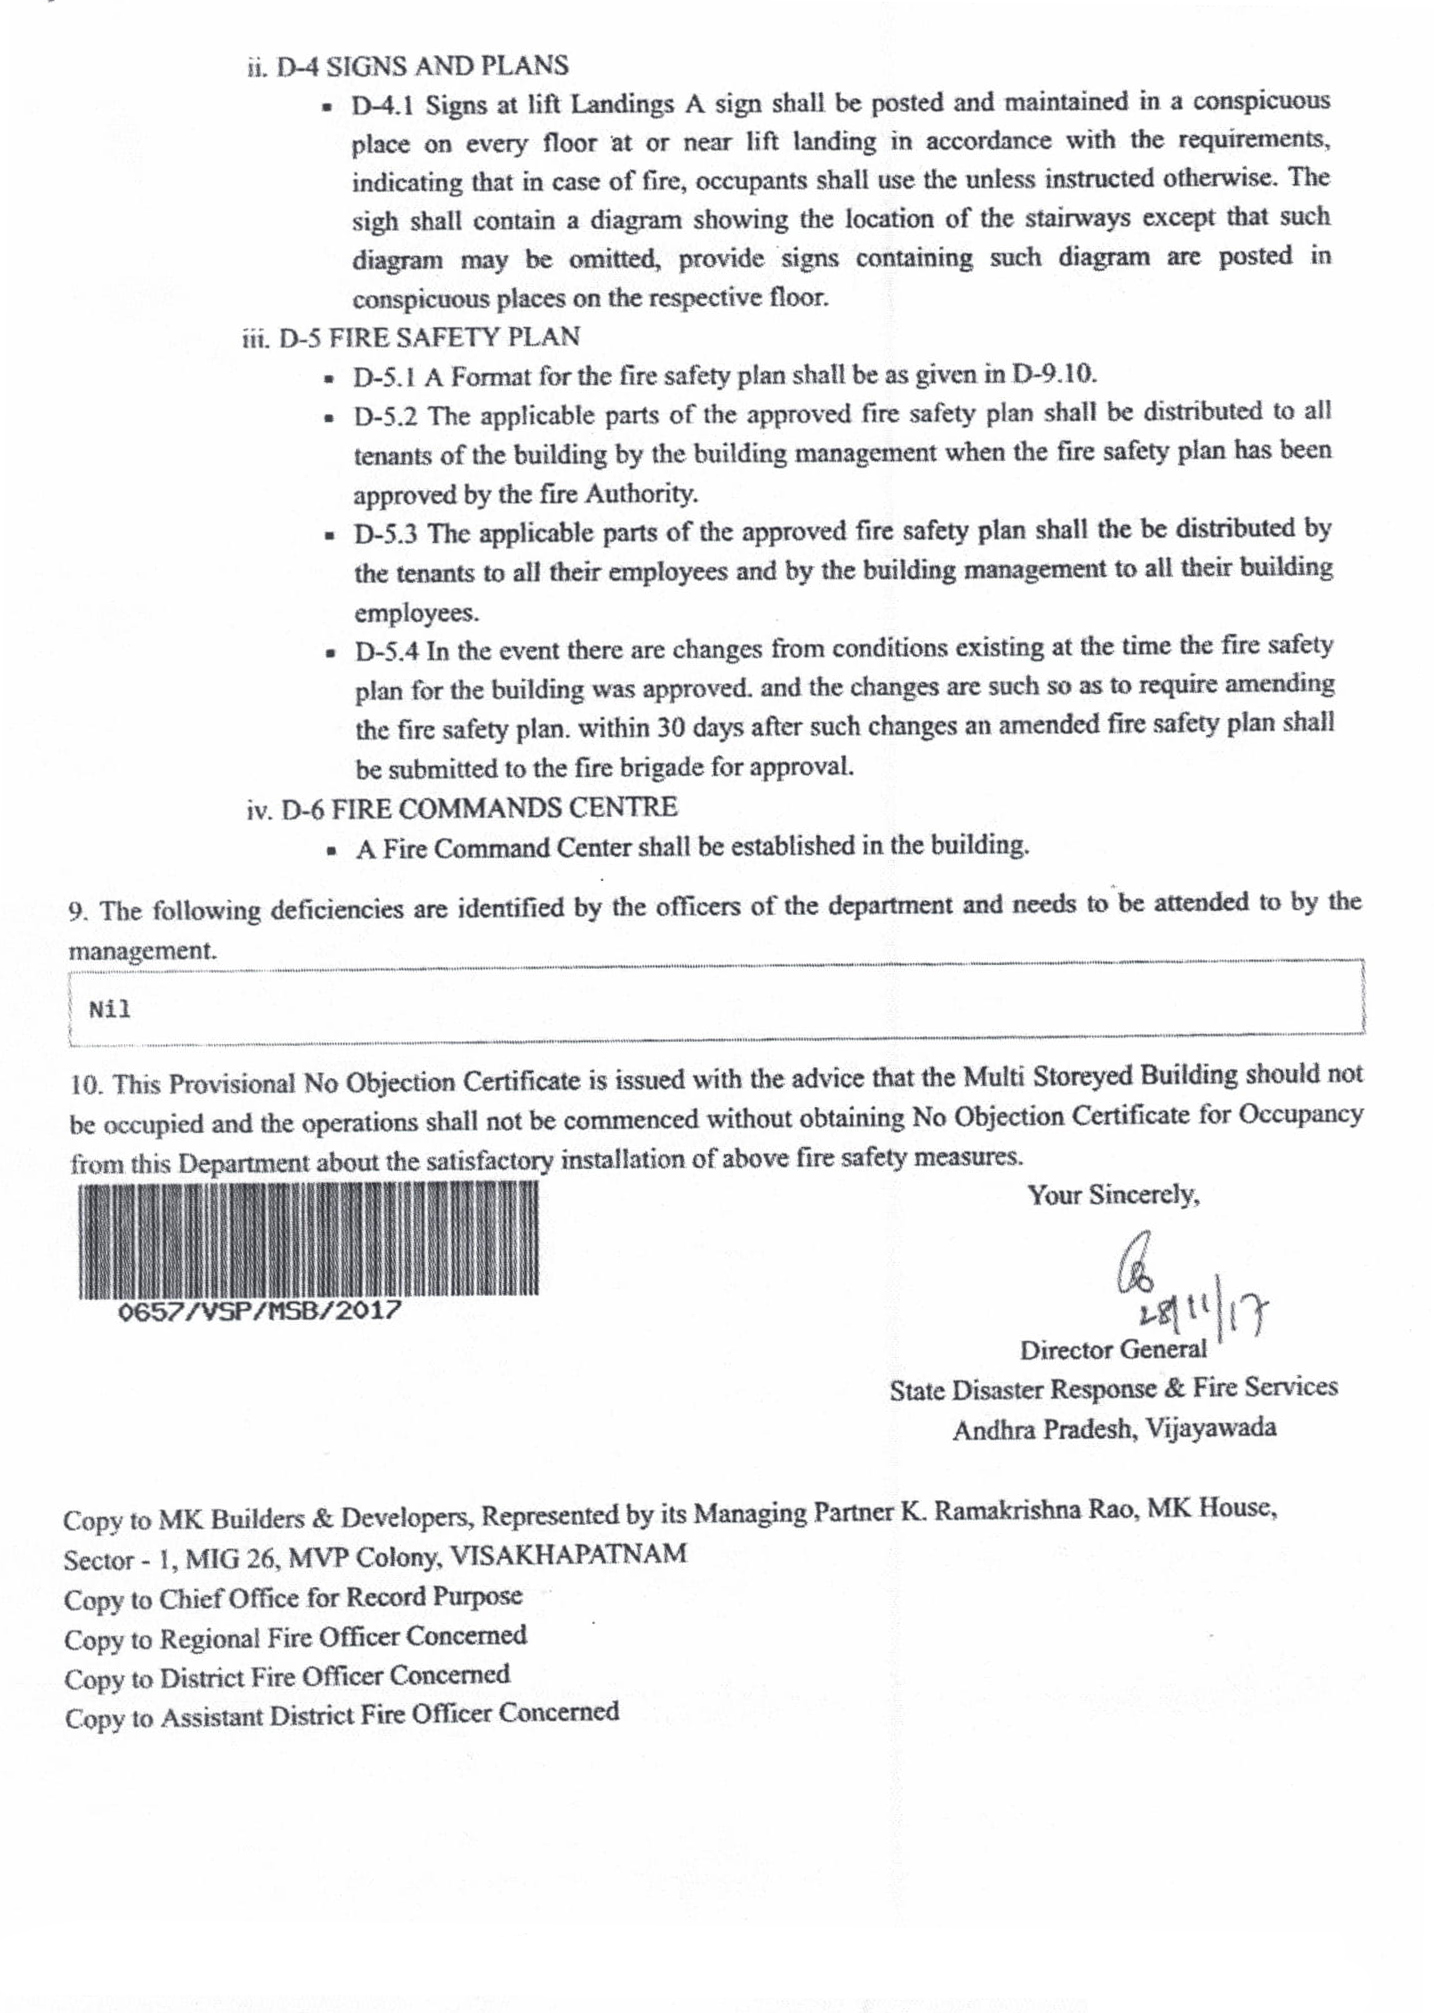 ii. D-4 SIGNS AND PLANS
▪ D-4.1 Signs at lift Landings A sign shall be posted and maintained in a conspicuous
place on every floor at or near lift landing in accordance with the requirements,
indicating that in case of fire, occupants shall use the unless instructed otherwise. The
sigh shall contain a diagram showing the location of the stairways except that such
diagram may be omitted, provide signs containing such diagram are posted in
conspicuous places on the respective floor.
iii. D-5 FIRE SAFETY PLAN
▪ D-5.1 A Format for the fire safety plan shall be as given in D-9.10.
▪ D-5.2 The applicable parts of the approved fire safety plan shall be distributed to all
tenants of the building by the building management when the fire safety plan has been
approved by the fire Authority.
▪ D-5.3 The applicable parts of the approved fire safety plan shall the be distributed by
the tenants to all their employees and by the building management to all their building
employees.
▪ D-5.4 In the event there are changes from conditions existing at the time the fire safety
plan for the building was approved. and the changes are such so as to require amending
the fire safety plan. within 30 days after such changes an amended fire safety plan shall
be submitted to the fire brigade for approval.
iv. D-6 FIRE COMMANDS CENTRE
▪ A Fire Command Center shall be established in the building.
9. The following deficiencies are identified by the officers of the department and needs to be attended to by the
management.
Nil
10. This Provisional No Objection Certificate is issued with the advice that the Multi Storeyed Building should not
be occupied and the operations shall not be commenced without obtaining No Objection Certificate for Occupancy
from this Department about the satisfactory installation of above fire safety measures.
Your Sincerely,
28/11/17
0657/VSP/MSB/2017
Director General
State Disaster Response & Fire Services
Andhra Pradesh, Vijayawada
Copy to MK Builders & Developers, Represented by its Managing Partner K. Ramakrishna Rao, MK House,
Sector - 1, MIG 26, MVP Colony, VISAKHAPATNAM
Copy to Chief Office for Record Purpose
Copy to Regional Fire Officer Concerned
Copy to District Fire Officer Concerned
Copy to Assistant District Fire Officer Concerned